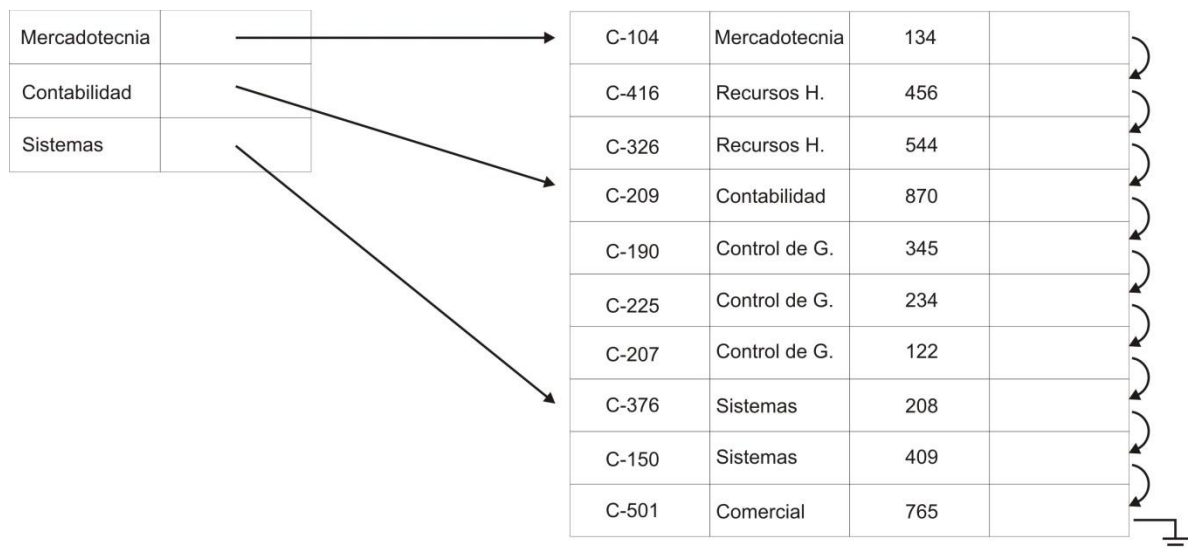 Mercadotecnia
Contabilidad
Sistemas
C-104 Mercadotecnia 134
C-416 Recursos H. 456
C-326 Recursos H. 544
C-209 Contabilidad 870
C-190 Control de G. 345
C-225 Control de G. 234
C-207 Control de G. 122
C-376 Sistemas 208
C-150 Sistemas 409
C-501 Comercial 765